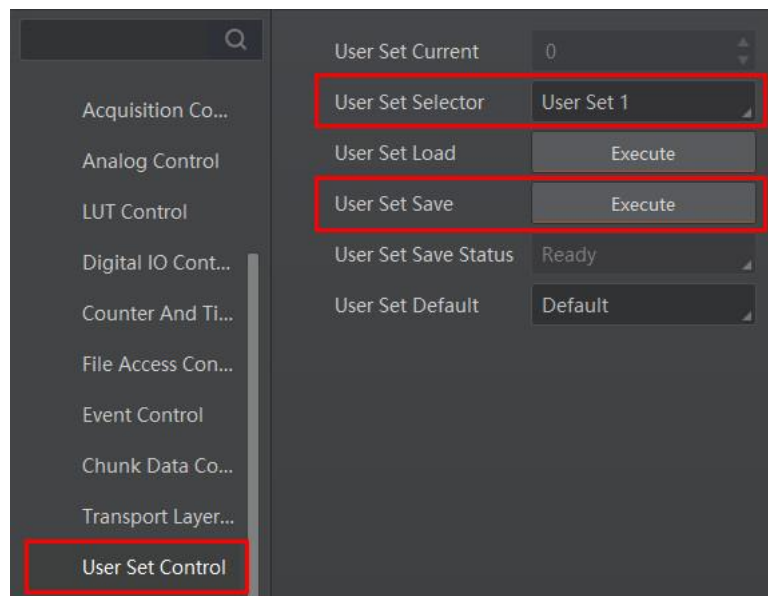 Acquisition Co...
Analog Control
LUT Control
Digital IO Cont...
Counter And Ti...
File Access Con...
Event Control
Chunk Data Co...
Transport Layer...
User Set Control
User Set Current 0
User Set Selector User Set 1
User Set Load Execute
User Set Save Execute
User Set Save Status Ready
User Set Default Default